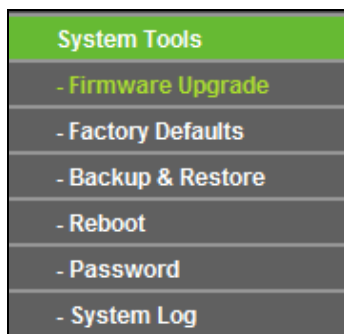 System Tools
- Firmware Upgrade
- Factory Defaults
- Backup & Restore
- Reboot
- Password
- System Log